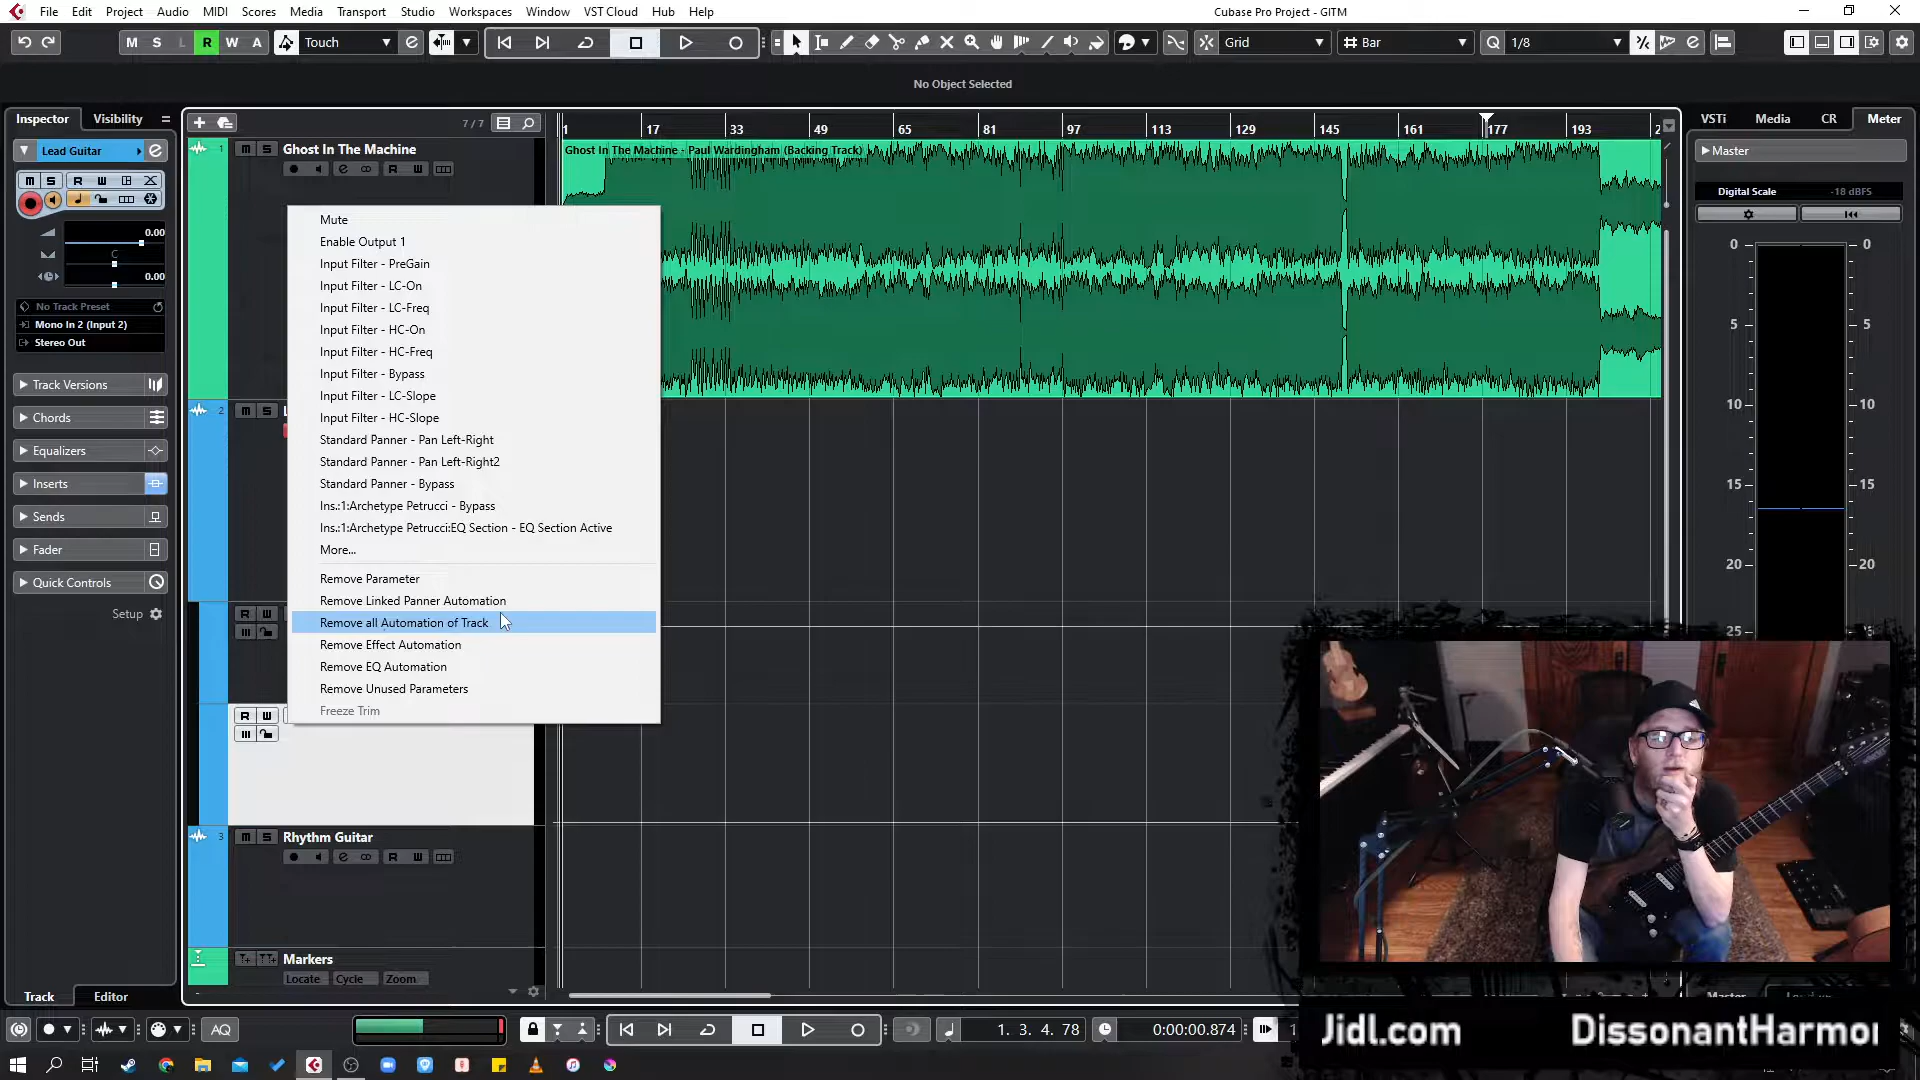 File Edit Project Audio MIDI Scores Media Transport Studio Workspaces Window VST Cloud Hub Help
Cubase Pro Project - GITM
M S L R W A Touch Grid Bar 1/8
No Object Selected
Inspector Visibility
7 / 7
1 17 33 49 65 81 97 113 129 145 161 177 193
VSTi Media CR Meter
Lead Guitar
M S R W
0.00
C
0.00
No Track Preset
Mono In 2 (Input 2)
Stereo Out
Track Versions
Chords
Equalizers
Inserts
Sends
Fader
Quick Controls
Setup
1 M S Ghost In The Machine
R W
Ghost In The Machine - Paul Wardingham (Backing Track)
Mute
Enable Output 1
Input Filter - PreGain
Input Filter - LC-On
Input Filter - LC-Freq
Input Filter - HC-On
Input Filter - HC-Freq
Input Filter - Bypass
Input Filter - LC-Slope
Input Filter - HC-Slope
Standard Panner - Pan Left-Right
Standard Panner - Pan Left-Right2
Standard Panner - Bypass
Ins.:1:Archetype Petrucci - Bypass
Ins.:1:Archetype Petrucci:EQ Section - EQ Section Active
More...
Remove Parameter
Remove Linked Panner Automation
Remove all Automation of Track
Remove Effect Automation
Remove EQ Automation
Remove Unused Parameters
Freeze Trim
2 M S
R W
R W
3 M S Rhythm Guitar
R W
Markers
Locate Cycle Zoom
Master
Digital Scale -18 dBFS
0 0
5 5
10 10
15 15
20 20
25
Track Editor
AQ
1. 3. 4. 78
0:00:00.874
Jidl.com DissonantHarmon